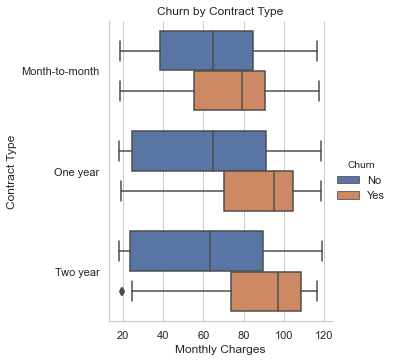 Churn by Contract Type
Contract Type
Month-to-month
One year
Two year
20 40 60 80 100 120
Monthly Charges
Churn
No
Yes